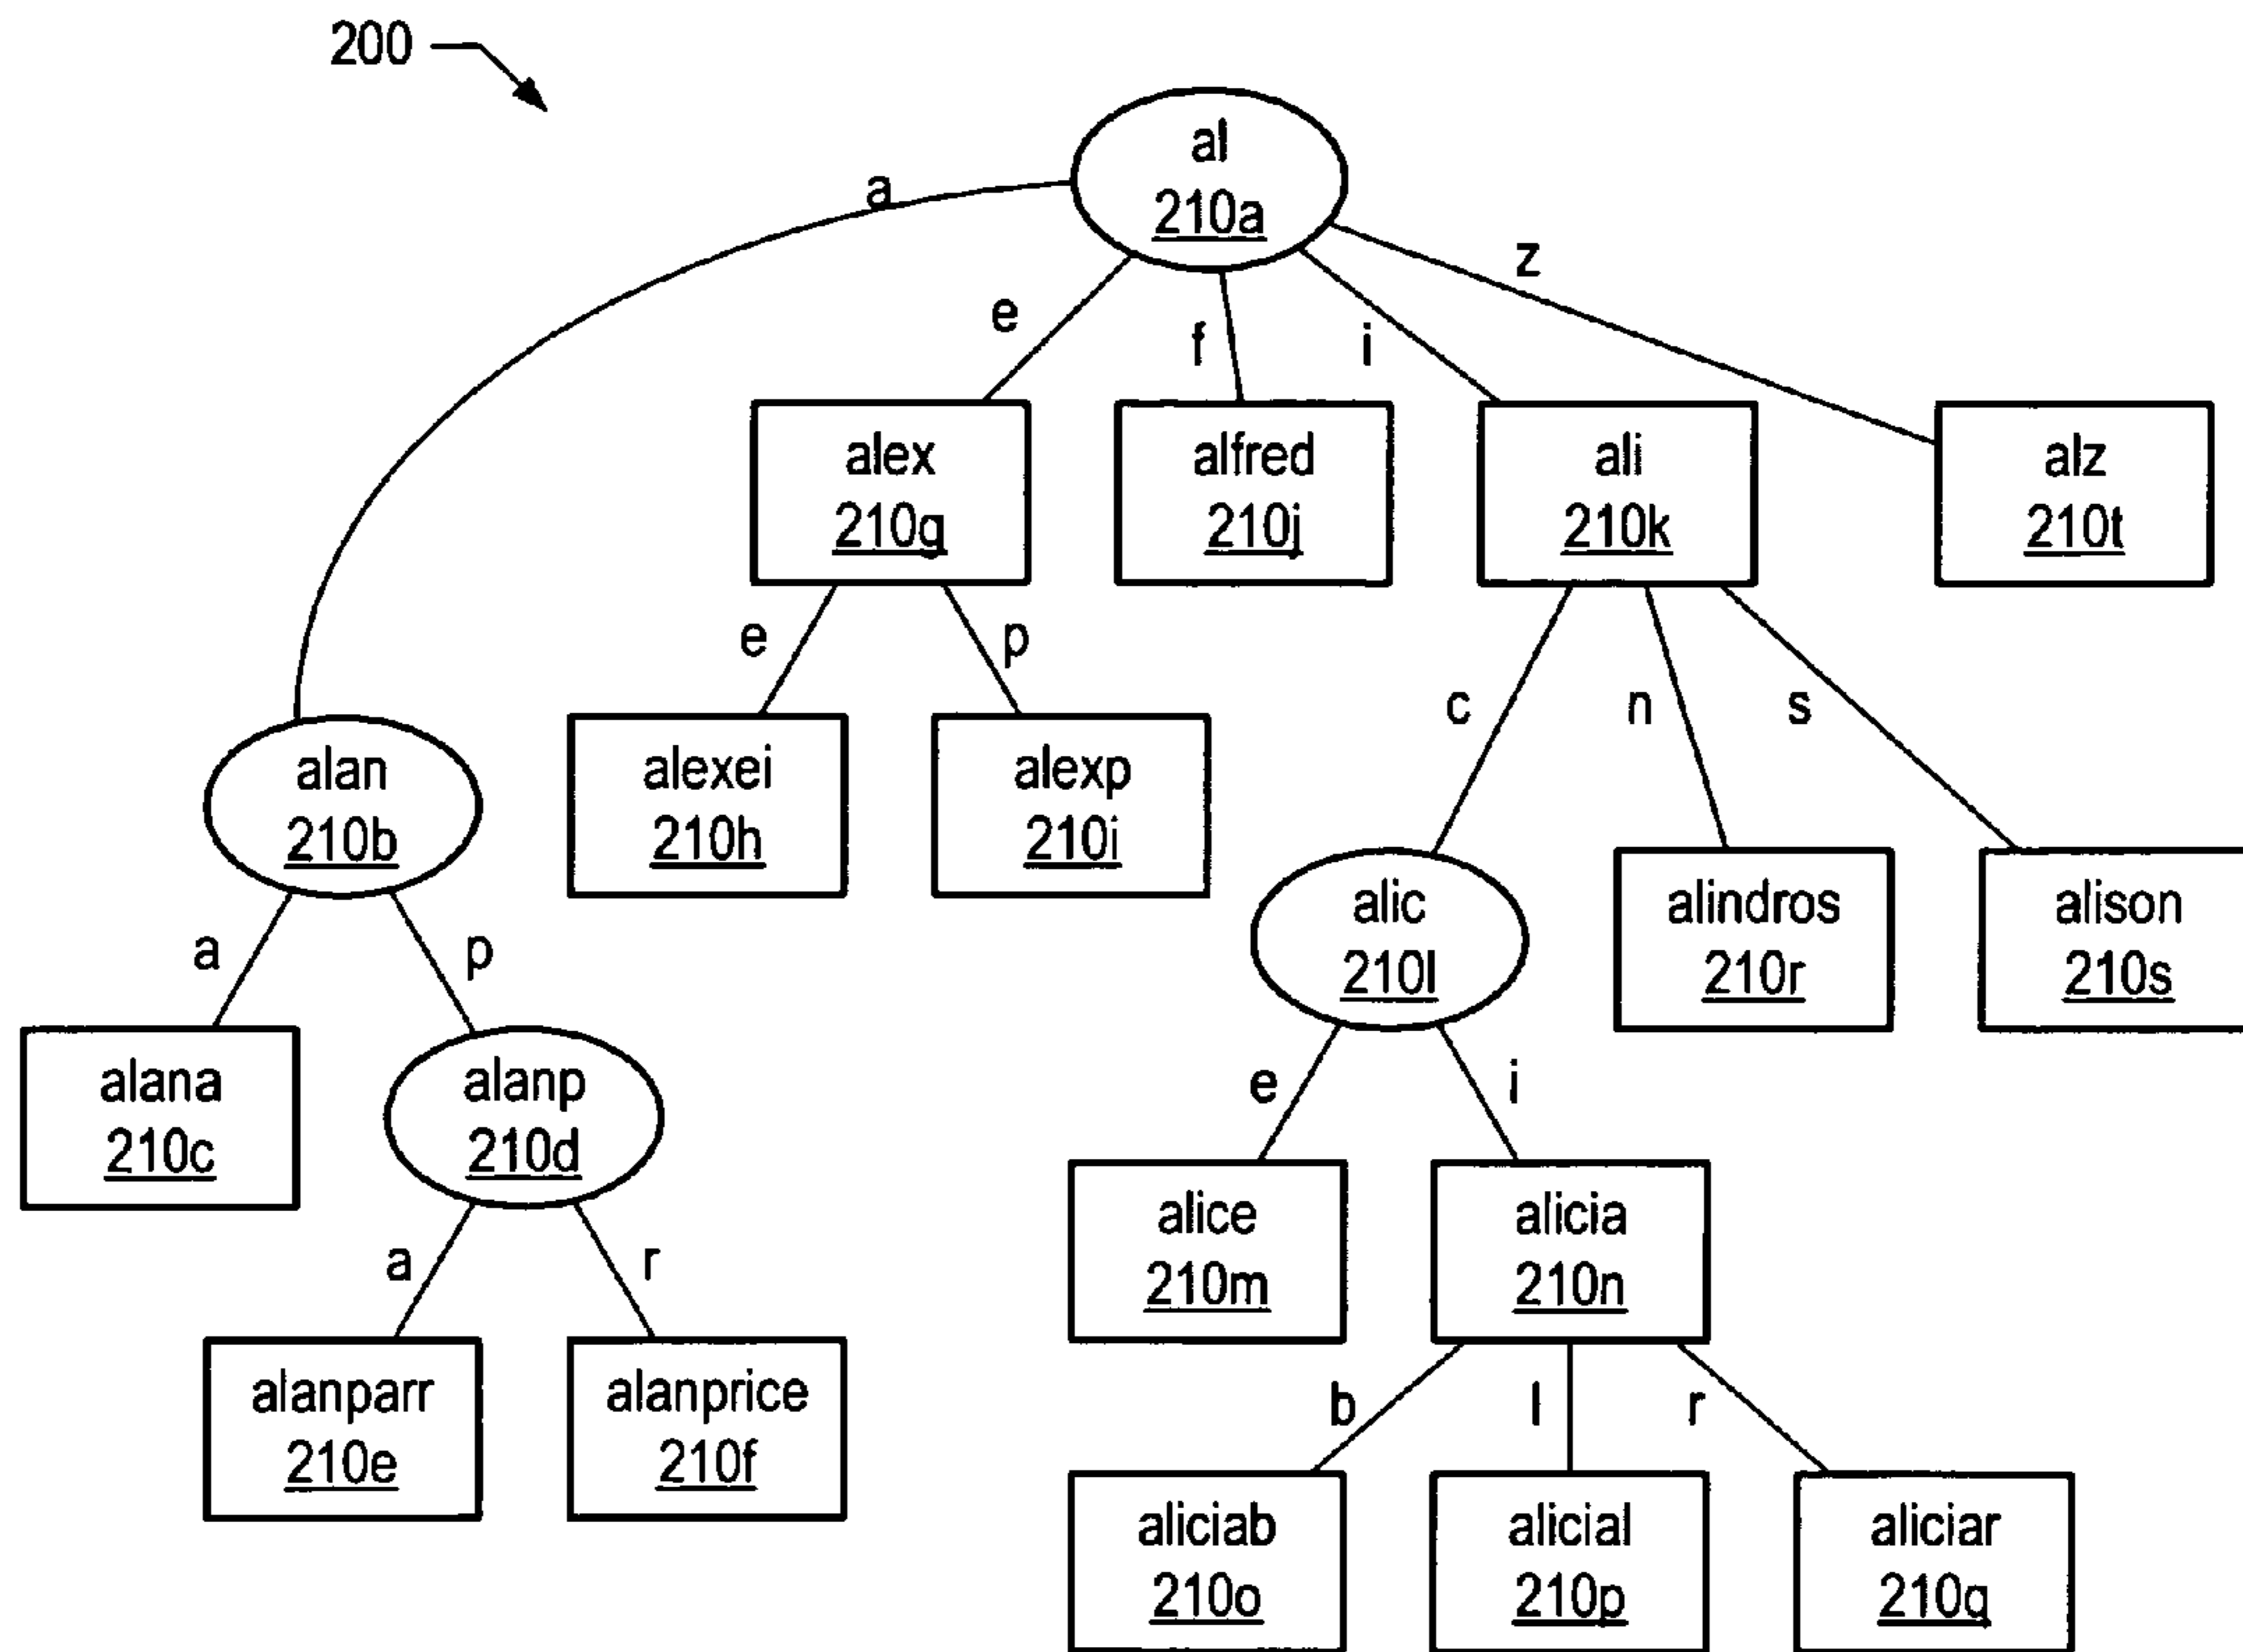 200
al
210a
a
z
e
f
i
alex
210g
alfred
210j
ali
210k
alz
210t
e
p
c
n
s
alan
210b
alexei
210h
alexp
210i
alic
210l
alindros
210r
alison
210s
a
p
alana
210c
alanp
210d
e
i
alice
210m
alicia
210n
a
r
alanparr
210e
alanprice
210f
b
l
r
aliciab
210o
alicial
210p
aliciar
210q